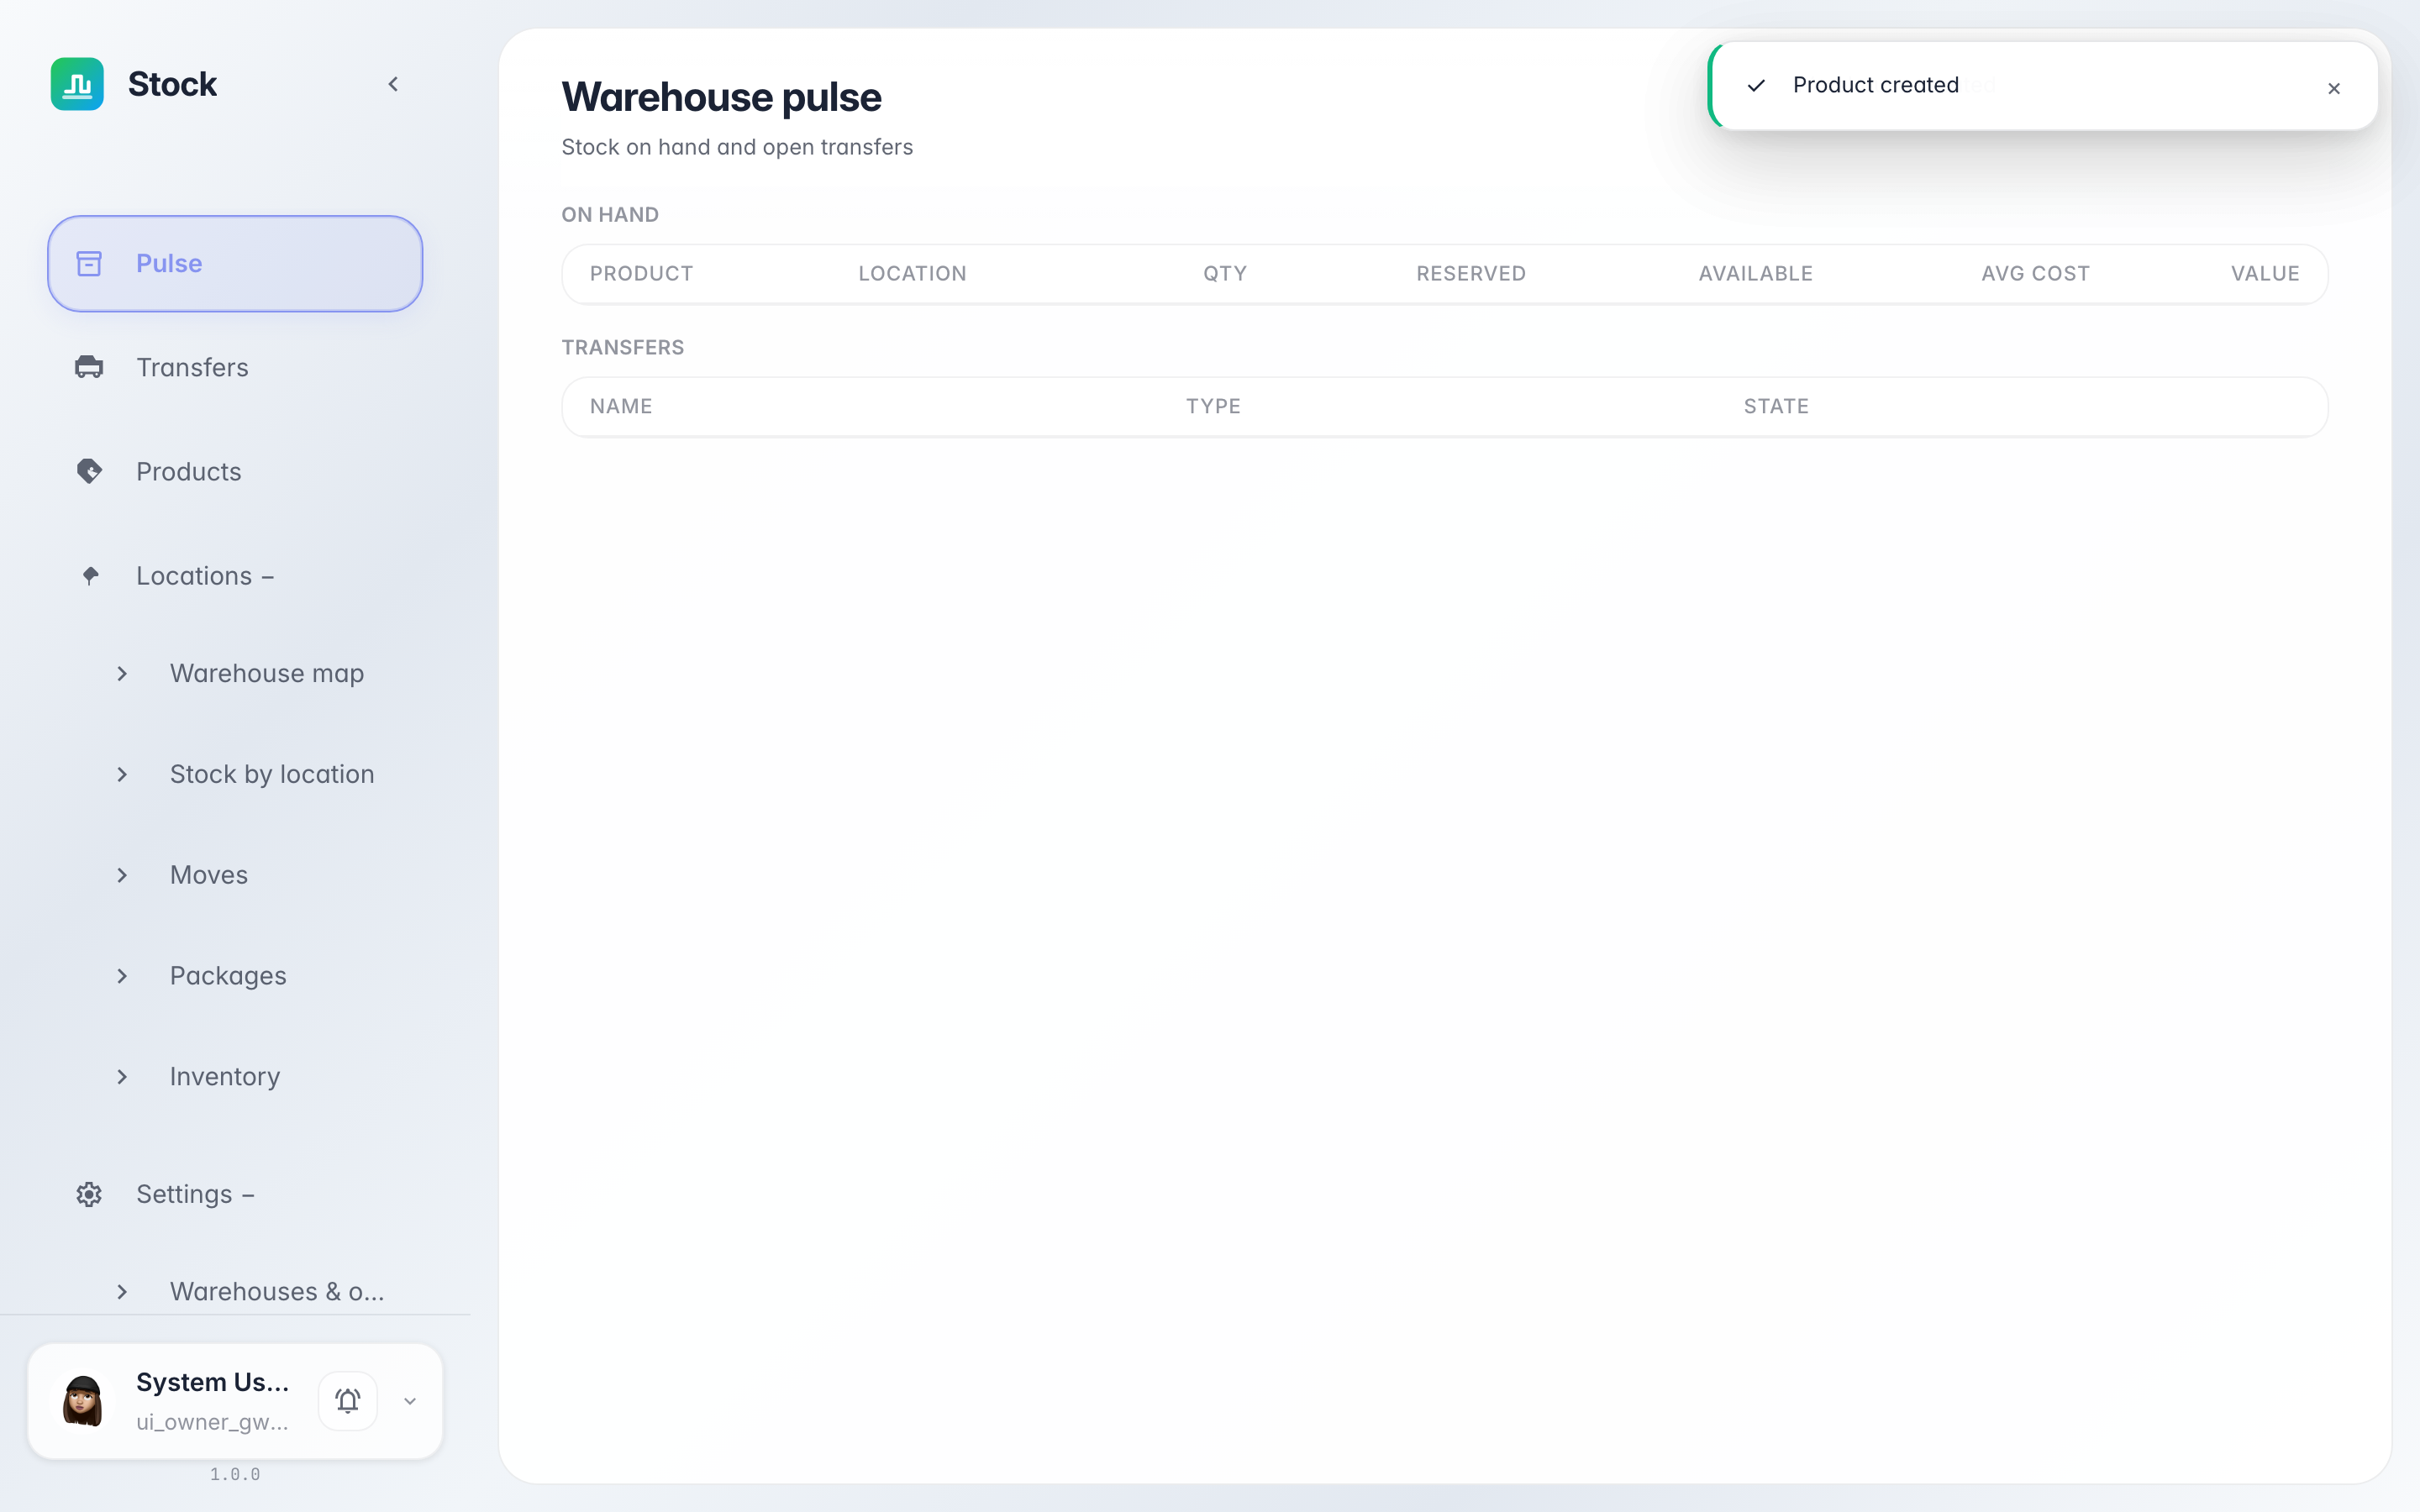 Stock
Pulse
Transfers
Products
Locations –
Warehouse map
Stock by location
Moves
Packages
Inventory
Settings –
Warehouses & o...
System Us...
ui_owner_gw...
1.0.0
Warehouse pulse
Stock on hand and open transfers
Product created
ON HAND
PRODUCT LOCATION QTY RESERVED AVAILABLE AVG COST VALUE
TRANSFERS
NAME TYPE STATE